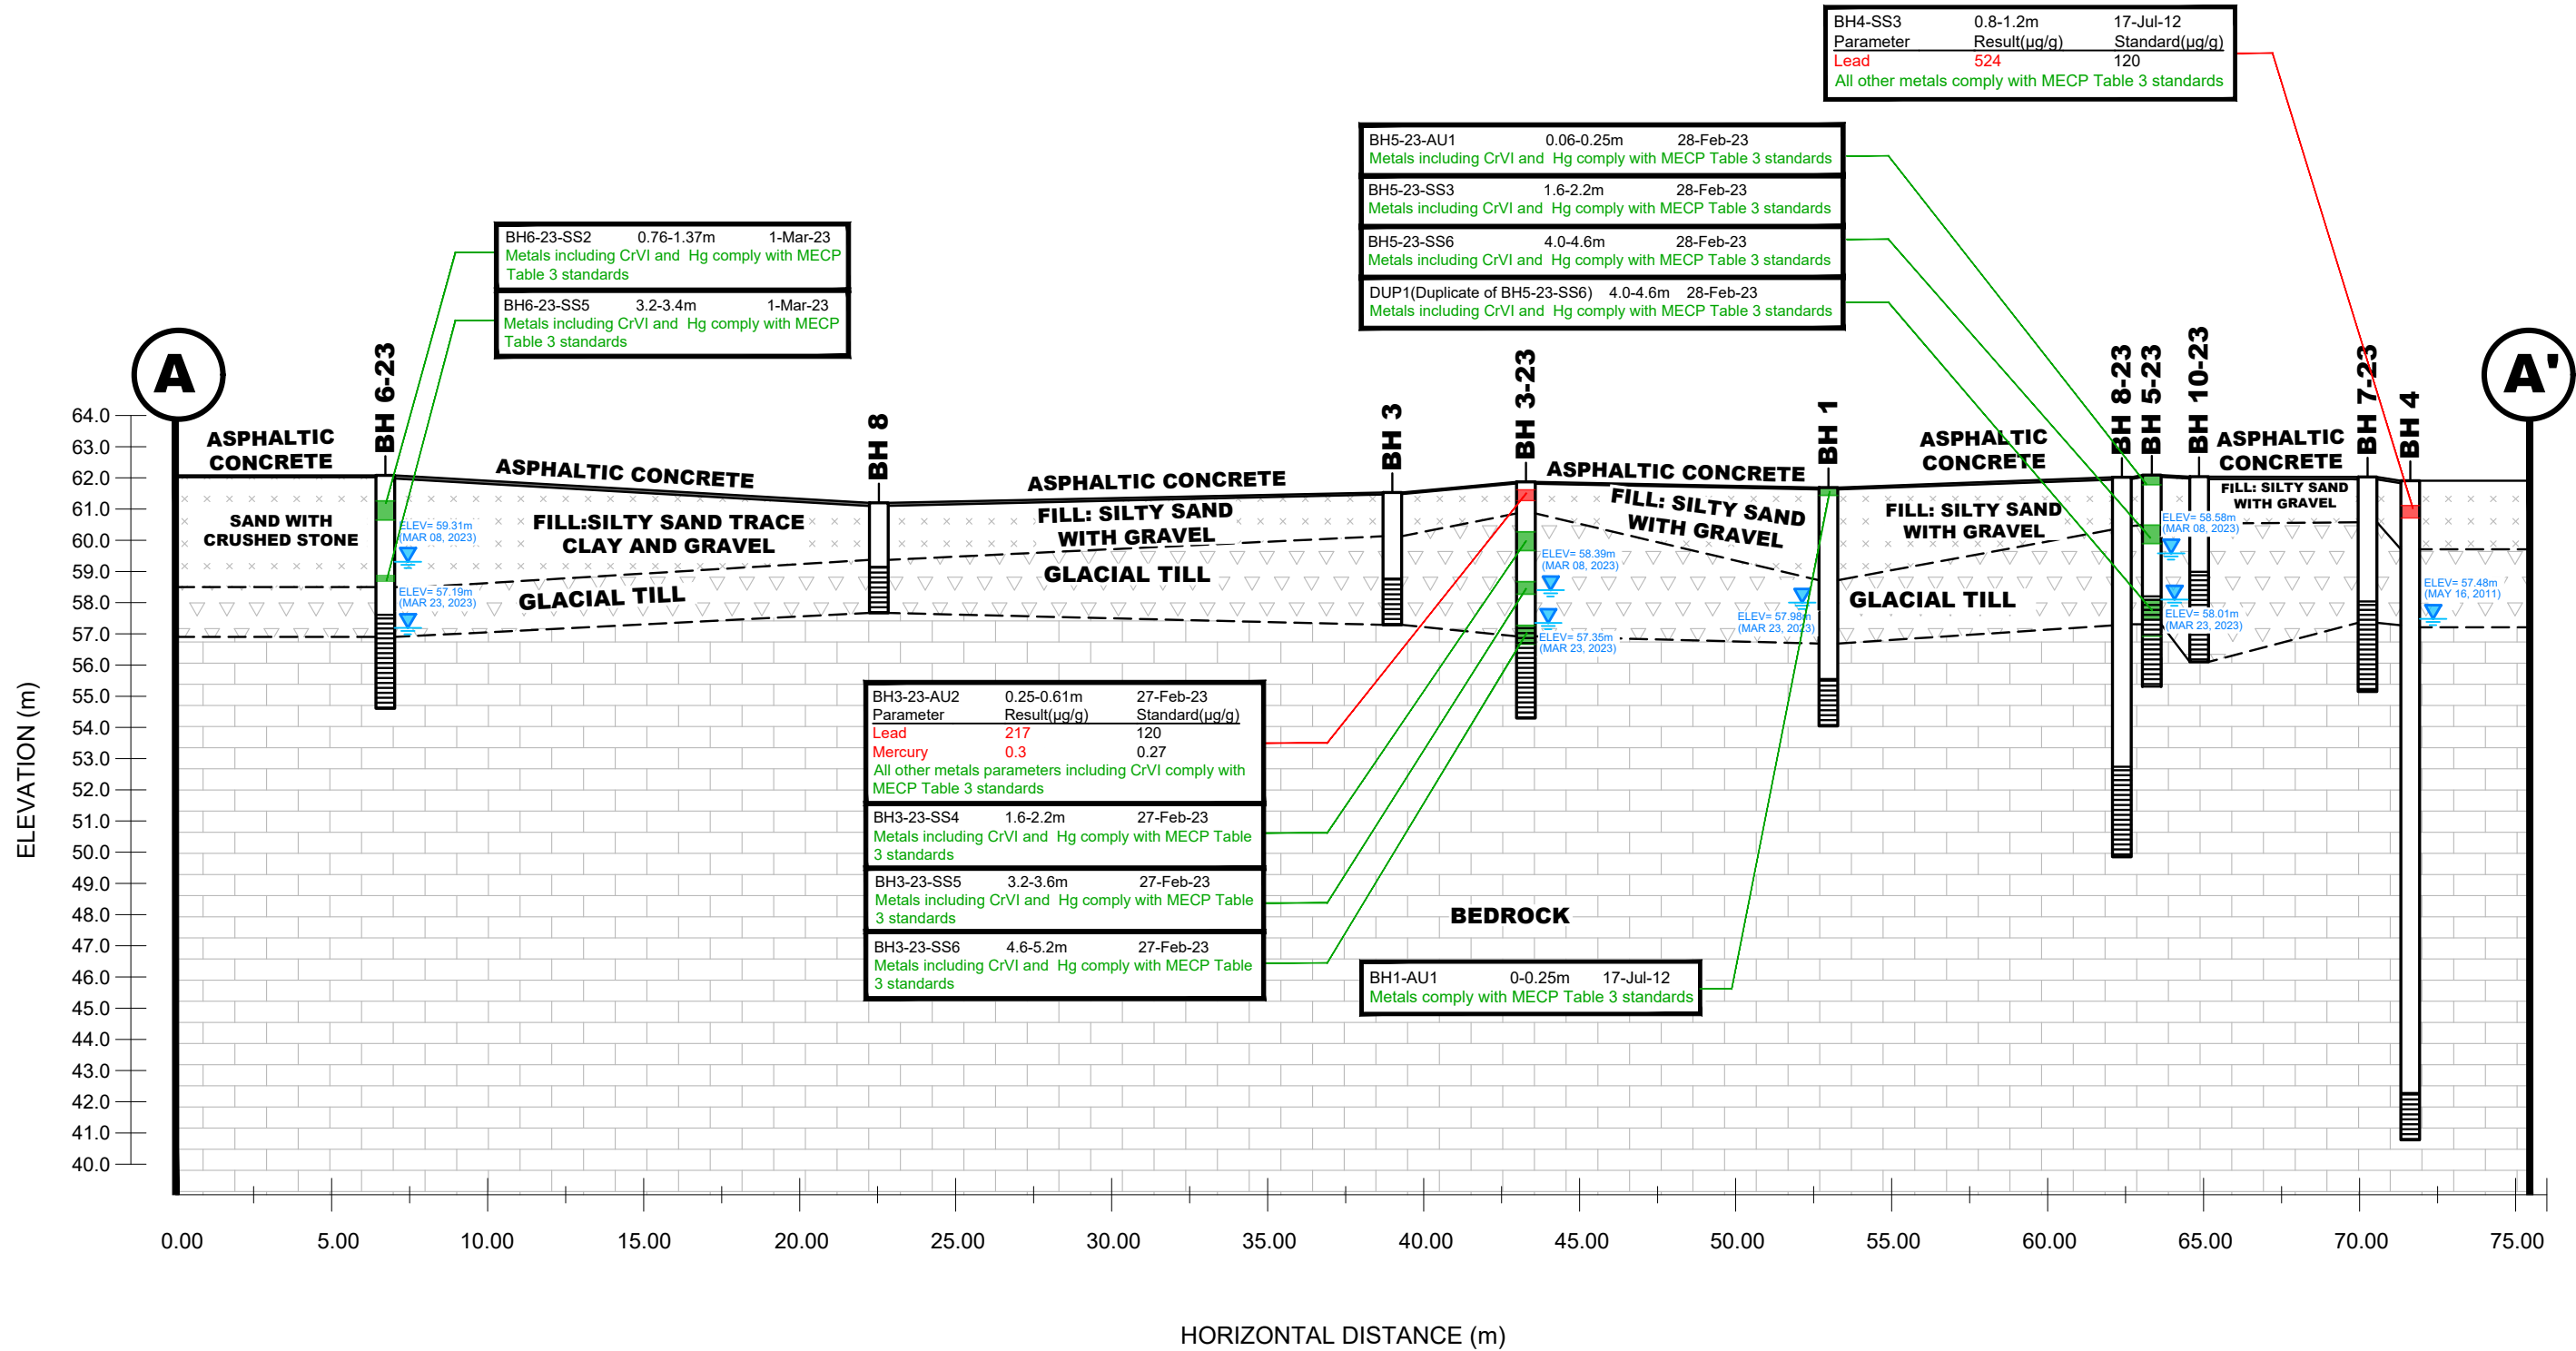 BH4-SS3 0.8-1.2m 17-Jul-12
Parameter Result(µg/g) Standard(µg/g)
Lead 524 120
All other metals comply with MECP Table 3 standards
BH5-23-AU1 0.06-0.25m 28-Feb-23
Metals including CrVI and Hg comply with MECP Table 3 standards
BH5-23-SS3 1.6-2.2m 28-Feb-23
Metals including CrVI and Hg comply with MECP Table 3 standards
BH5-23-SS6 4.0-4.6m 28-Feb-23
Metals including CrVI and Hg comply with MECP Table 3 standards
DUP1(Duplicate of BH5-23-SS6) 4.0-4.6m 28-Feb-23
Metals including CrVI and Hg comply with MECP Table 3 standards
BH6-23-SS2 0.76-1.37m 1-Mar-23
Metals including CrVI and Hg comply with MECP
Table 3 standards
BH6-23-SS5 3.2-3.4m 1-Mar-23
Metals including CrVI and Hg comply with MECP
Table 3 standards
A
A'
BH 6-23
BH 8
BH 3
BH 3-23
BH 1
BH 8-23
BH 5-23
BH 10-23
BH 7-23
BH 4
ASPHALTIC
CONCRETE
ASPHALTIC CONCRETE
ASPHALTIC CONCRETE
ASPHALTIC CONCRETE
ASPHALTIC
CONCRETE
ASPHALTIC
CONCRETE
SAND WITH
CRUSHED STONE
FILL:SILTY SAND TRACE
CLAY AND GRAVEL
FILL: SILTY SAND
WITH GRAVEL
FILL: SILTY SAND
WITH GRAVEL
FILL: SILTY SAND
WITH GRAVEL
FILL: SILTY SAND
WITH GRAVEL
ELEV= 59.31m
(MAR 08, 2023)
ELEV= 57.19m
(MAR 23, 2023)
ELEV= 58.39m
(MAR 08, 2023)
ELEV= 57.35m
(MAR 23, 2023)
ELEV= 57.98m
(MAR 23, 2023)
ELEV= 58.58m
(MAR 08, 2023)
ELEV= 58.01m
(MAR 23, 2023)
ELEV= 57.48m
(MAY 16, 2011)
GLACIAL TILL
GLACIAL TILL
GLACIAL TILL
BH3-23-AU2 0.25-0.61m 27-Feb-23
Parameter Result(µg/g) Standard(µg/g)
Lead 217 120
Mercury 0.3 0.27
All other metals parameters including CrVI comply with
MECP Table 3 standards
BH3-23-SS4 1.6-2.2m 27-Feb-23
Metals including CrVI and Hg comply with MECP Table
3 standards
BH3-23-SS5 3.2-3.6m 27-Feb-23
Metals including CrVI and Hg comply with MECP Table
3 standards
BH3-23-SS6 4.6-5.2m 27-Feb-23
Metals including CrVI and Hg comply with MECP Table
3 standards
BEDROCK
BH1-AU1 0-0.25m 17-Jul-12
Metals comply with MECP Table 3 standards
ELEVATION (m)
64.0
63.0
62.0
61.0
60.0
59.0
58.0
57.0
56.0
55.0
54.0
53.0
52.0
51.0
50.0
49.0
48.0
47.0
46.0
45.0
44.0
43.0
42.0
41.0
40.0
0.00 5.00 10.00 15.00 20.00 25.00 30.00 35.00 40.00 45.00 50.00 55.00 60.00 65.00 70.00 75.00
HORIZONTAL DISTANCE (m)